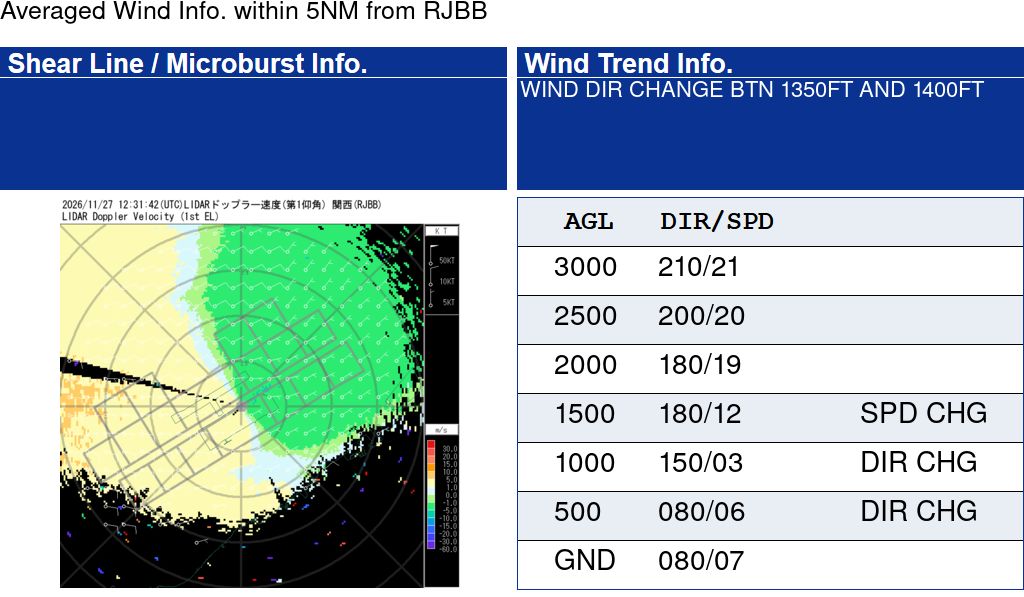 Averaged Wind Info. within 5NM from RJBB
Shear Line / Microburst Info.
Wind Trend Info.
WIND DIR CHANGE BTN 1350FT AND 1400FT
2026/11/27 12:31:42(UTC)LIDARドップラー速度(第1仰角) 関西(RJBB)
LIDAR Doppler Velocity (1st EL)
KT
50KT
10KT
5KT
m/s
30.0
20.0
15.0
10.0
5.0
1.0
0.0
-1.0
-5.0
-10.0
-15.0
-20.0
-30.0
-60.0
AGL DIR/SPD
3000 210/21
2500 200/20
2000 180/19
1500 180/12 SPD CHG
1000 150/03 DIR CHG
500 080/06 DIR CHG
GND 080/07